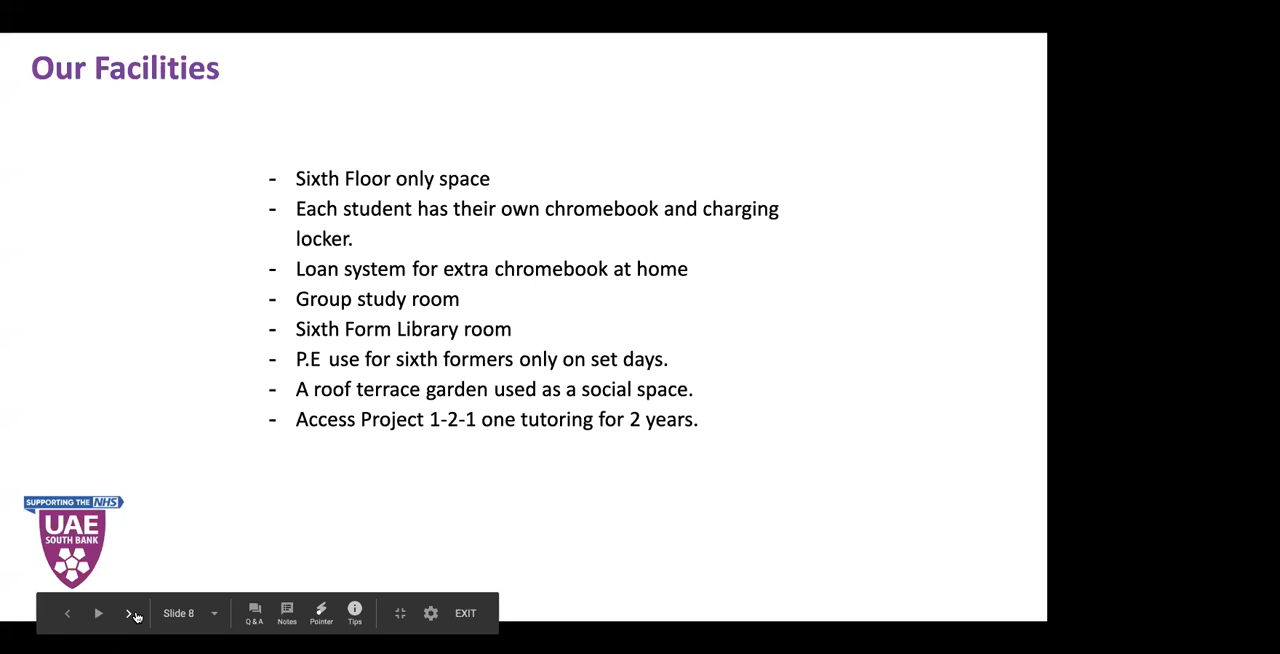 Our Facilities
- Sixth Floor only space
- Each student has their own chromebook and charging
locker.
- Loan system for extra chromebook at home
- Group study room
- Sixth Form Library room
- P.E use for sixth formers only on set days.
- A roof terrace garden used as a social space.
- Access Project 1-2-1 one tutoring for 2 years.
SUPPORTING THE NHS
UAE
SOUTH BANK
Slide 8
Q & A
Notes
Pointer
Tips
EXIT